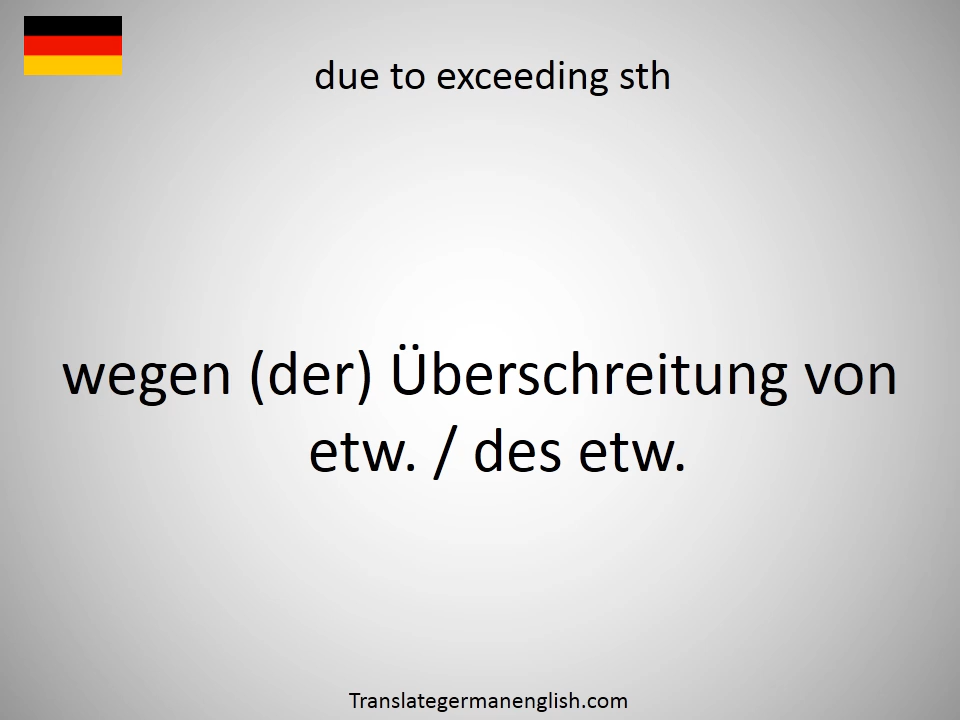 due to exceeding sth
wegen (der) Überschreitung von
etw. / des etw.
Translategermanenglish.com